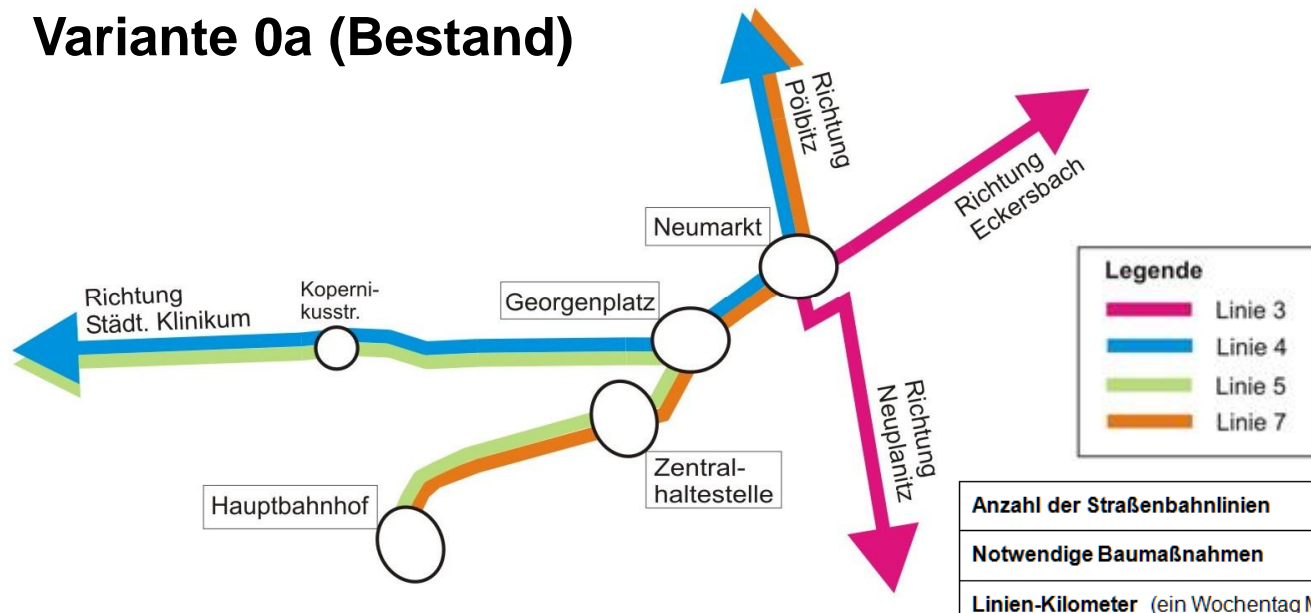 Variante 0a (Bestand)
Richtung
Pölbitz
Richtung
Eckersbach
Neumarkt
Georgenplatz
Koperni-
kusstr.
Richtung
Städt. Klinikum
Richtung
Neuplanitz
Zentral-
haltestelle
Hauptbahnhof
Legende
Linie 3
Linie 4
Linie 5
Linie 7
Anzahl der Straßenbahnlinien
Notwendige Baumaßnahmen
Linien-Kilometer (ein Wochentag M